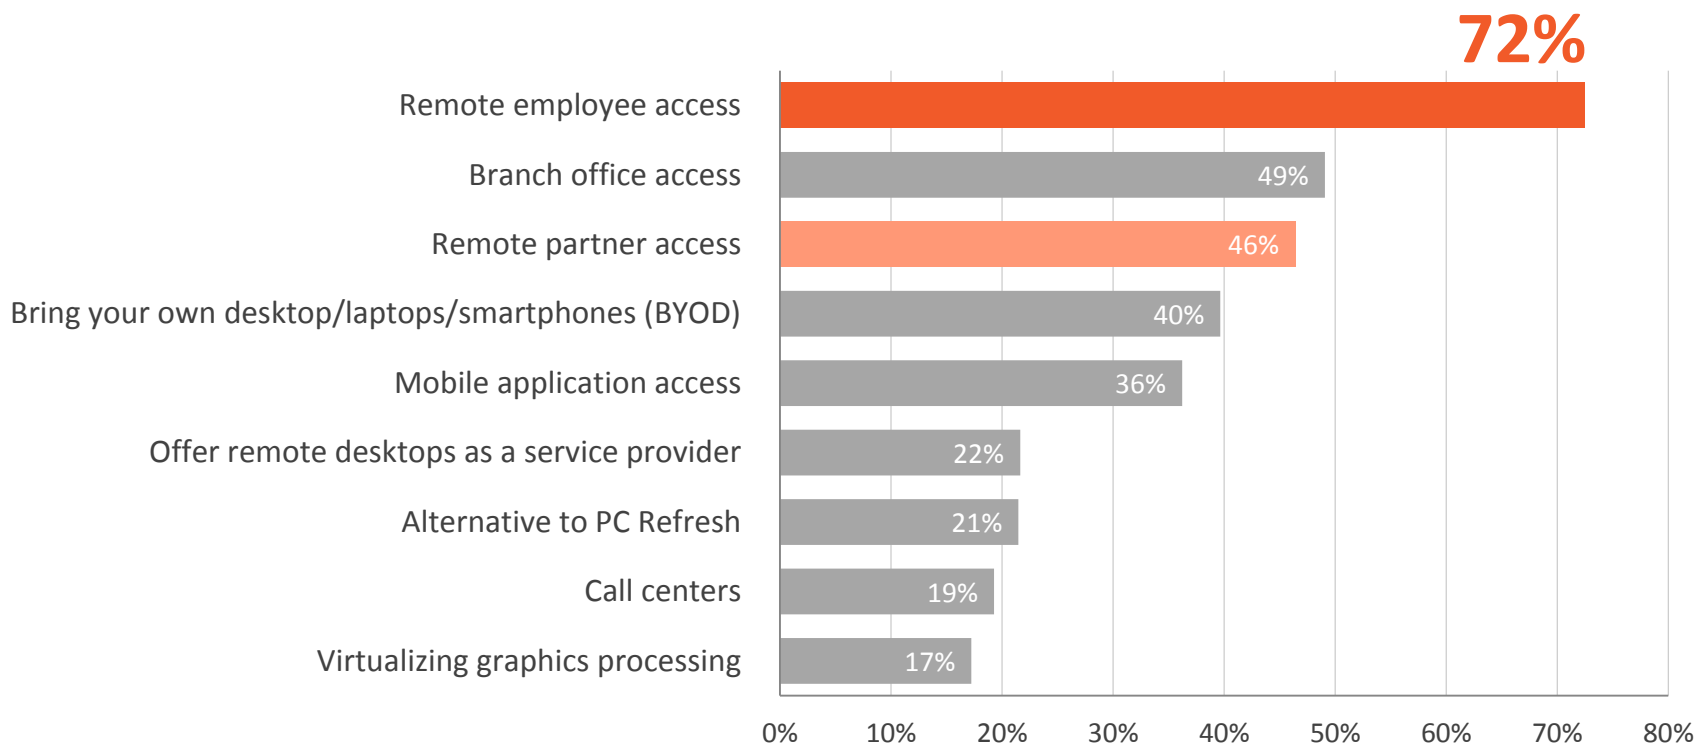 72%
Remote employee access
Branch office access 49%
Remote partner access 46%
Bring your own desktop/laptops/smartphones (BYOD) 40%
Mobile application access 36%
Offer remote desktops as a service provider 22%
Alternative to PC Refresh 21%
Call centers 19%
Virtualizing graphics processing 17%
0% 10% 20% 30% 40% 50% 60% 70% 80%